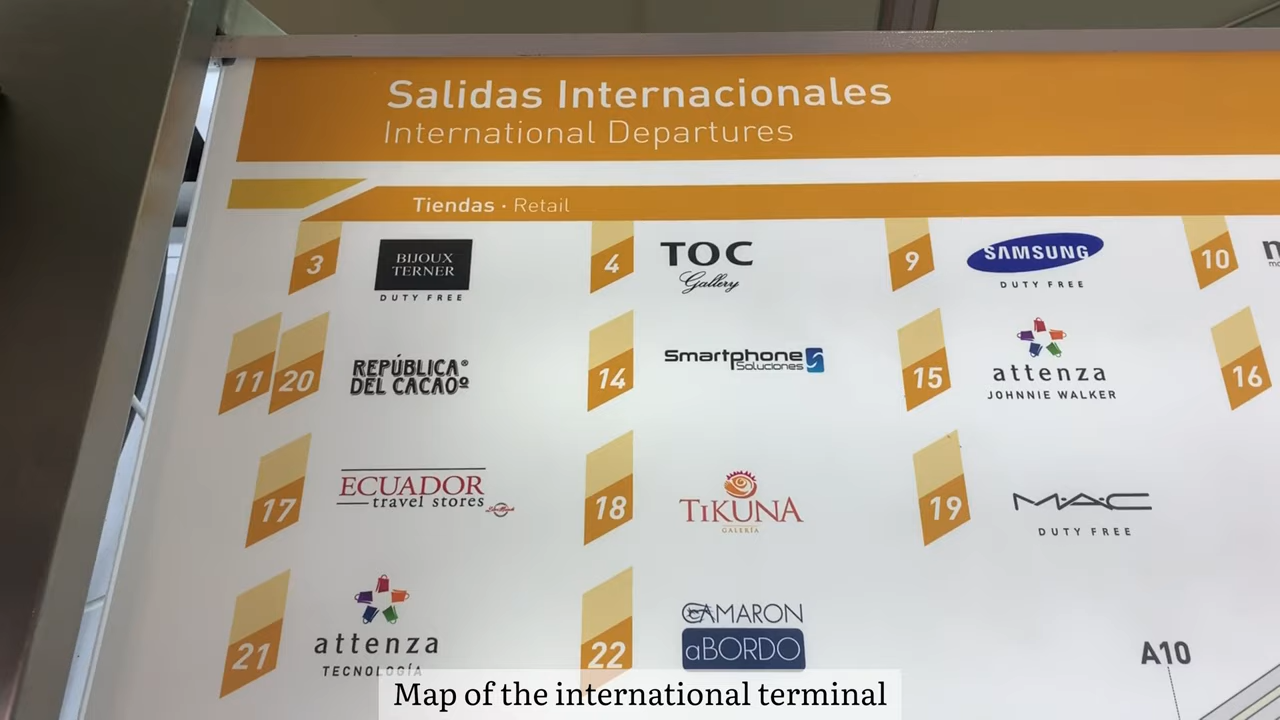 Salidas Internacionales
International Departures
Tiendas · Retail
3
BIJOUX
TERNER
DUTY FREE
4
TOC
Gallery
9
SAMSUNG
DUTY FREE
10
11
20
REPÚBLICA®
DEL CACAO
14
Smartphone
Soluciones
15
attenza
JOHNNIE WALKER
16
17
ECUADOR
travel stores
18
TIKUNA
GALERÍA
19
MAC
DUTY FREE
21
attenza
TECNOLOGÍA
22
CAMARON
aBORDO
A10
Map of the international terminal